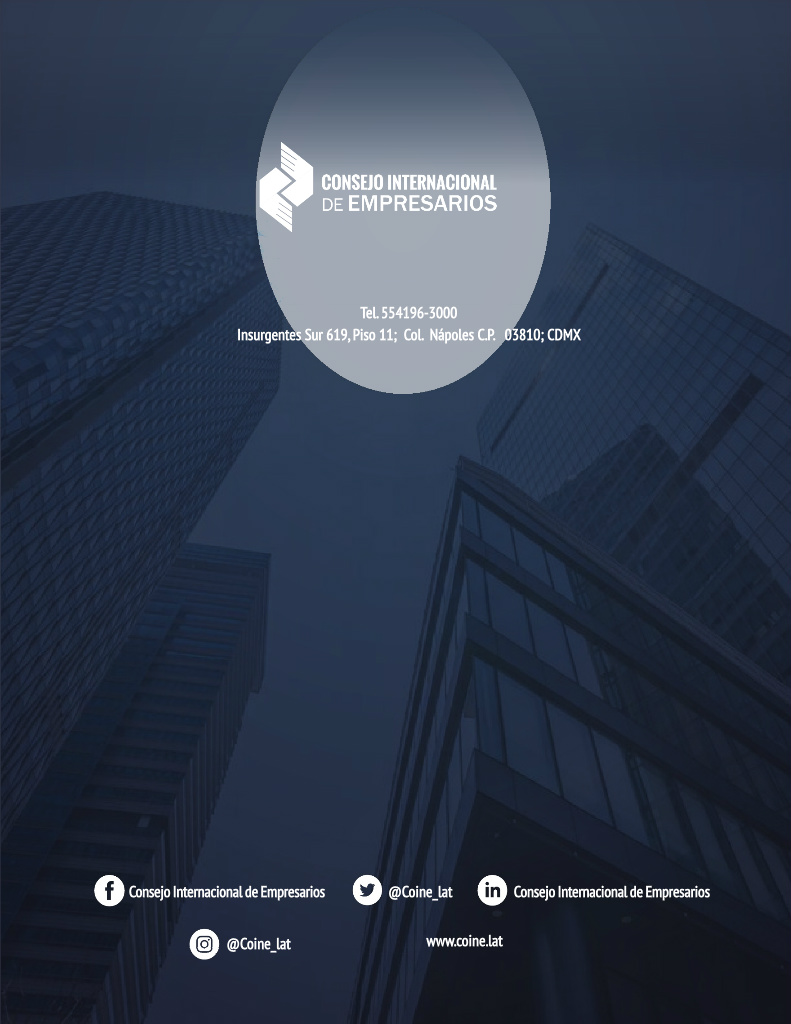 CONSEJO INTERNACIONAL
DE EMPRESARIOS
Tel. 554196-3000
Insurgentes Sur 619, Piso 11; Col. Nápoles C.P. 03810; CDMX
Consejo Internacional de Empresarios
@Coine_lat
Consejo Internacional de Empresarios
@Coine_lat
www.coine.lat